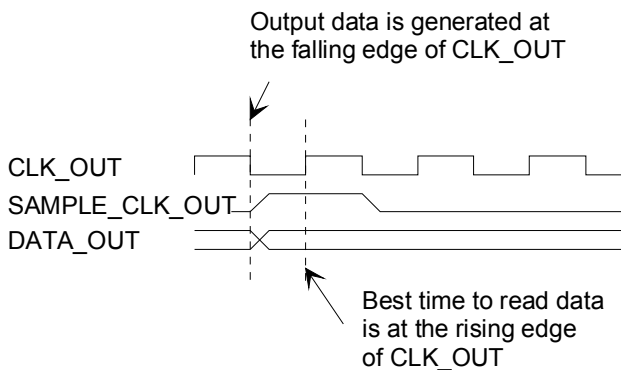 Output data is generated at
the falling edge of CLK_OUT
CLK_OUT
SAMPLE_CLK_OUT
DATA_OUT
Best time to read data
is at the rising edge
of CLK_OUT